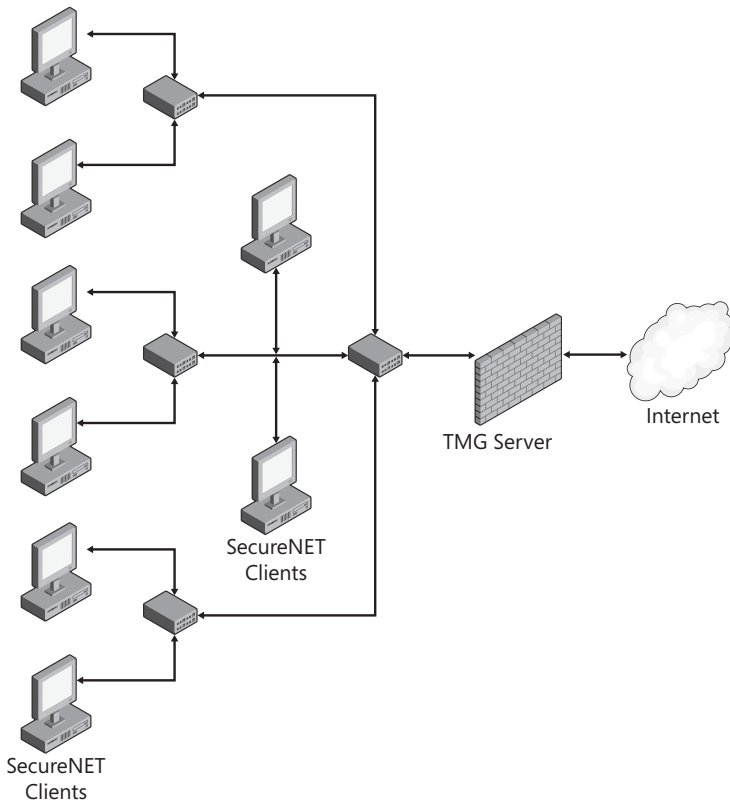 Internet
TMG Server
SecureNET
Clients
SecureNET
Clients